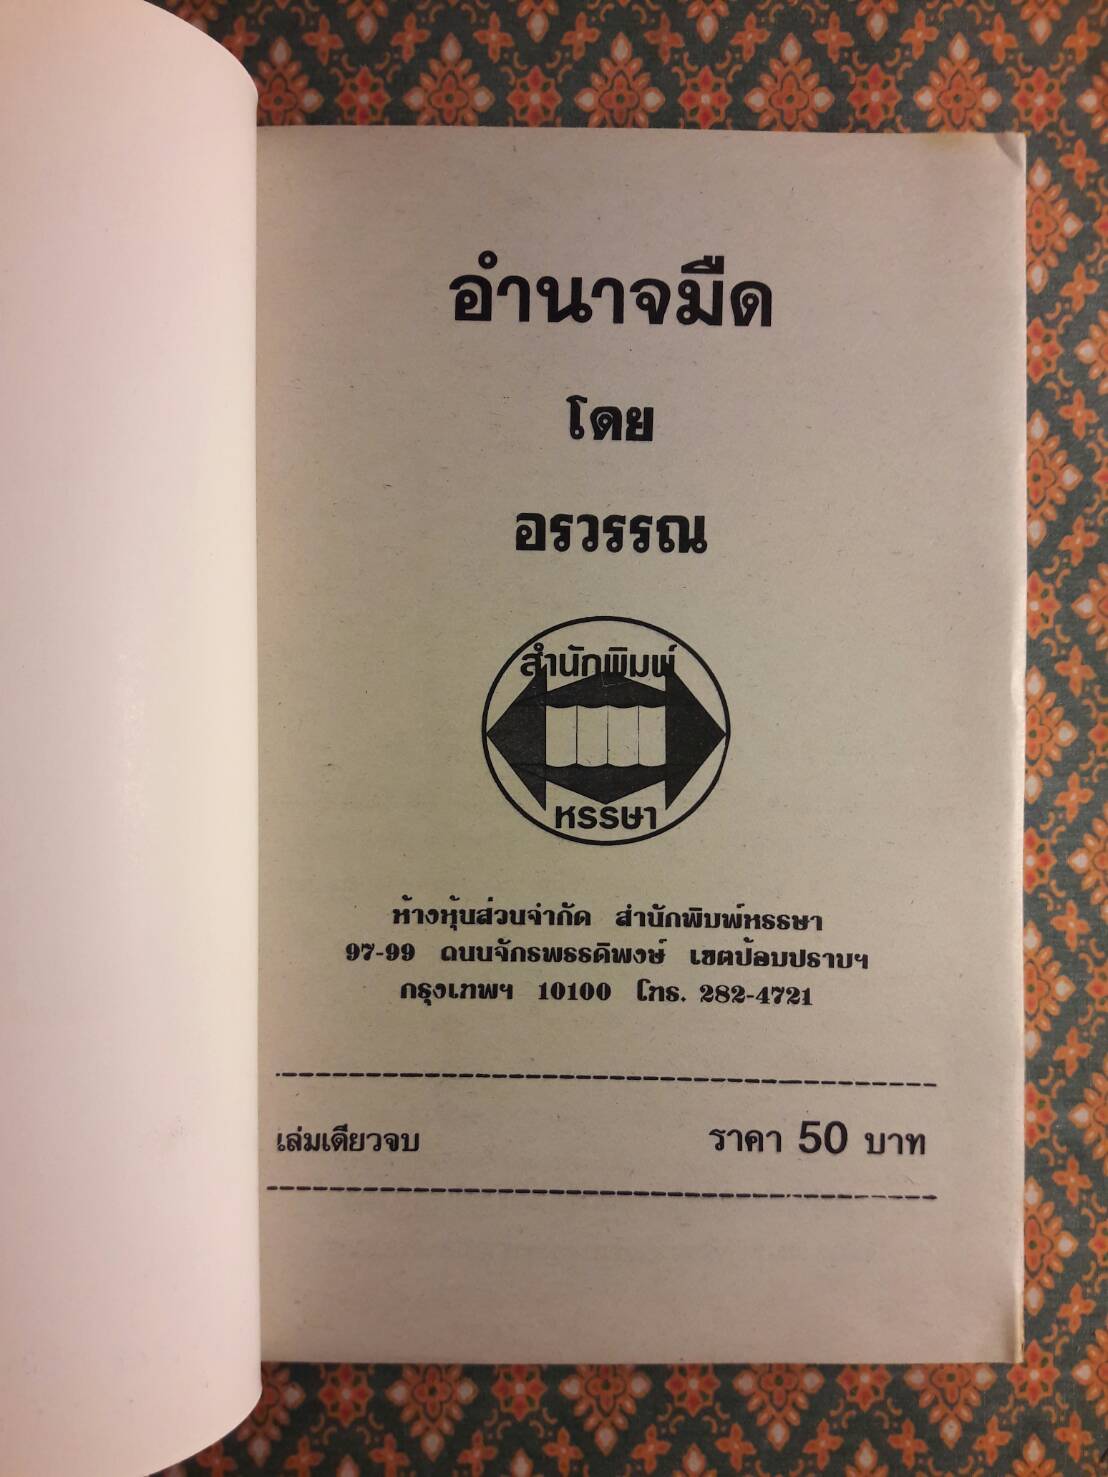 อำนาจมืด
โดย
อรวรรณ
สำนักพิมพ์
หรรษา
ห้างหุ้นส่วนจำกัด สำนักพิมพ์หรรษา
97-99 ถนนจักรพรรดิพงษ์ เขตป้อมปราบฯ
กรุงเทพฯ 10100 โทร. 282-4721
เล่มเดียวจบ ราคา 50 บาท